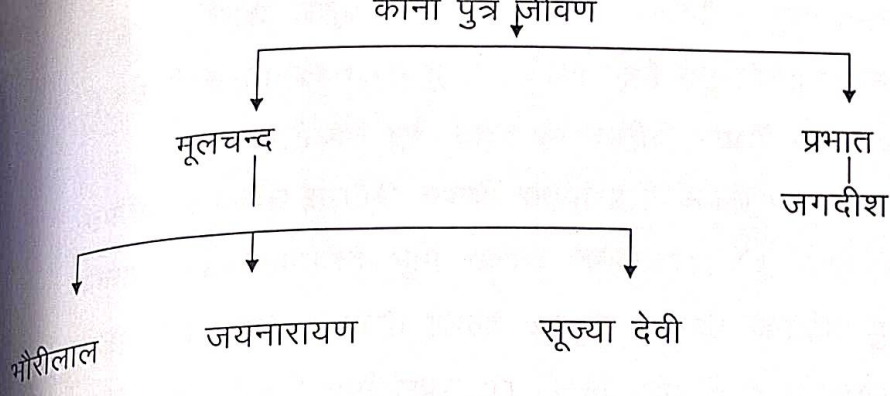 काना पुत्र जीवण
मूलचन्द
प्रभात
जगदीश
भौरीलाल
जयनारायण
सूज्या देवी